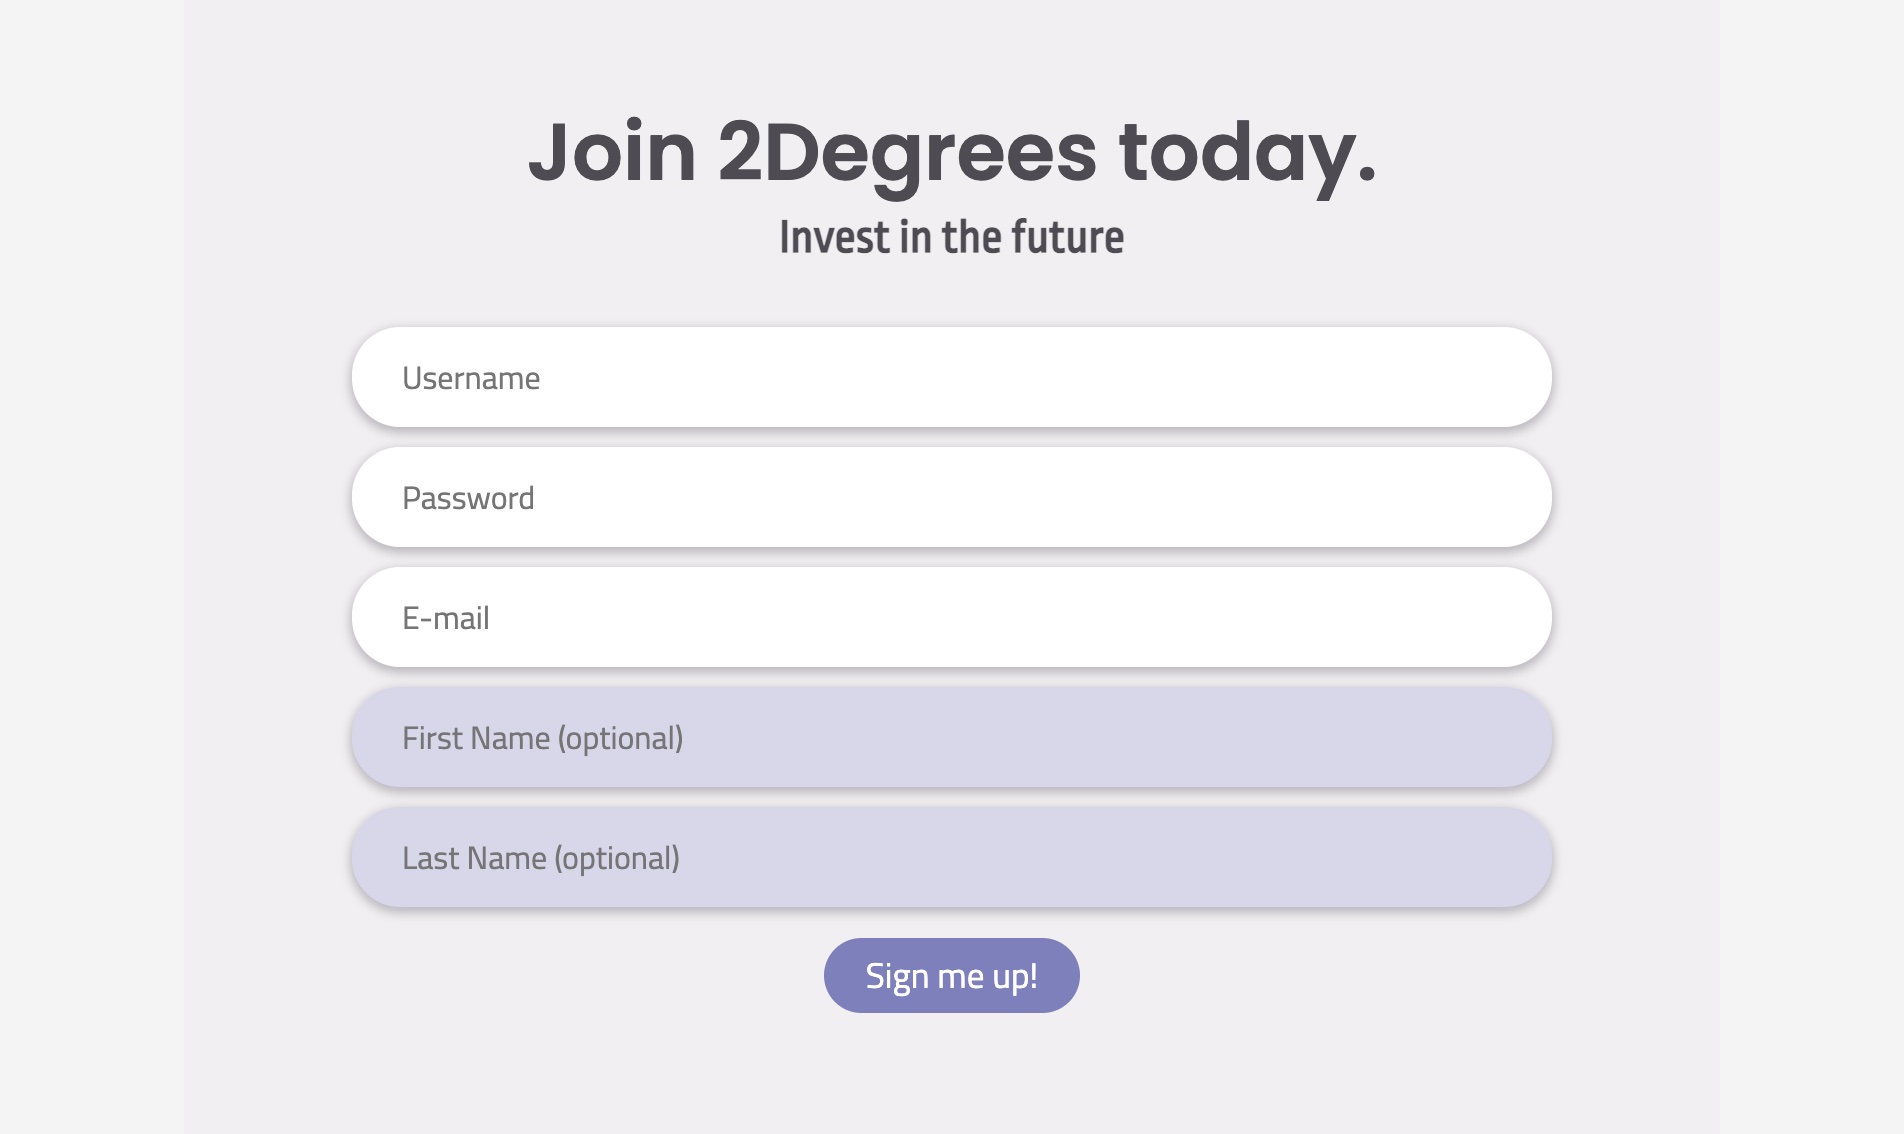 Join 2Degrees today.
Invest in the future
Username
Password
E-mail
First Name (optional)
Last Name (optional)
Sign me up!